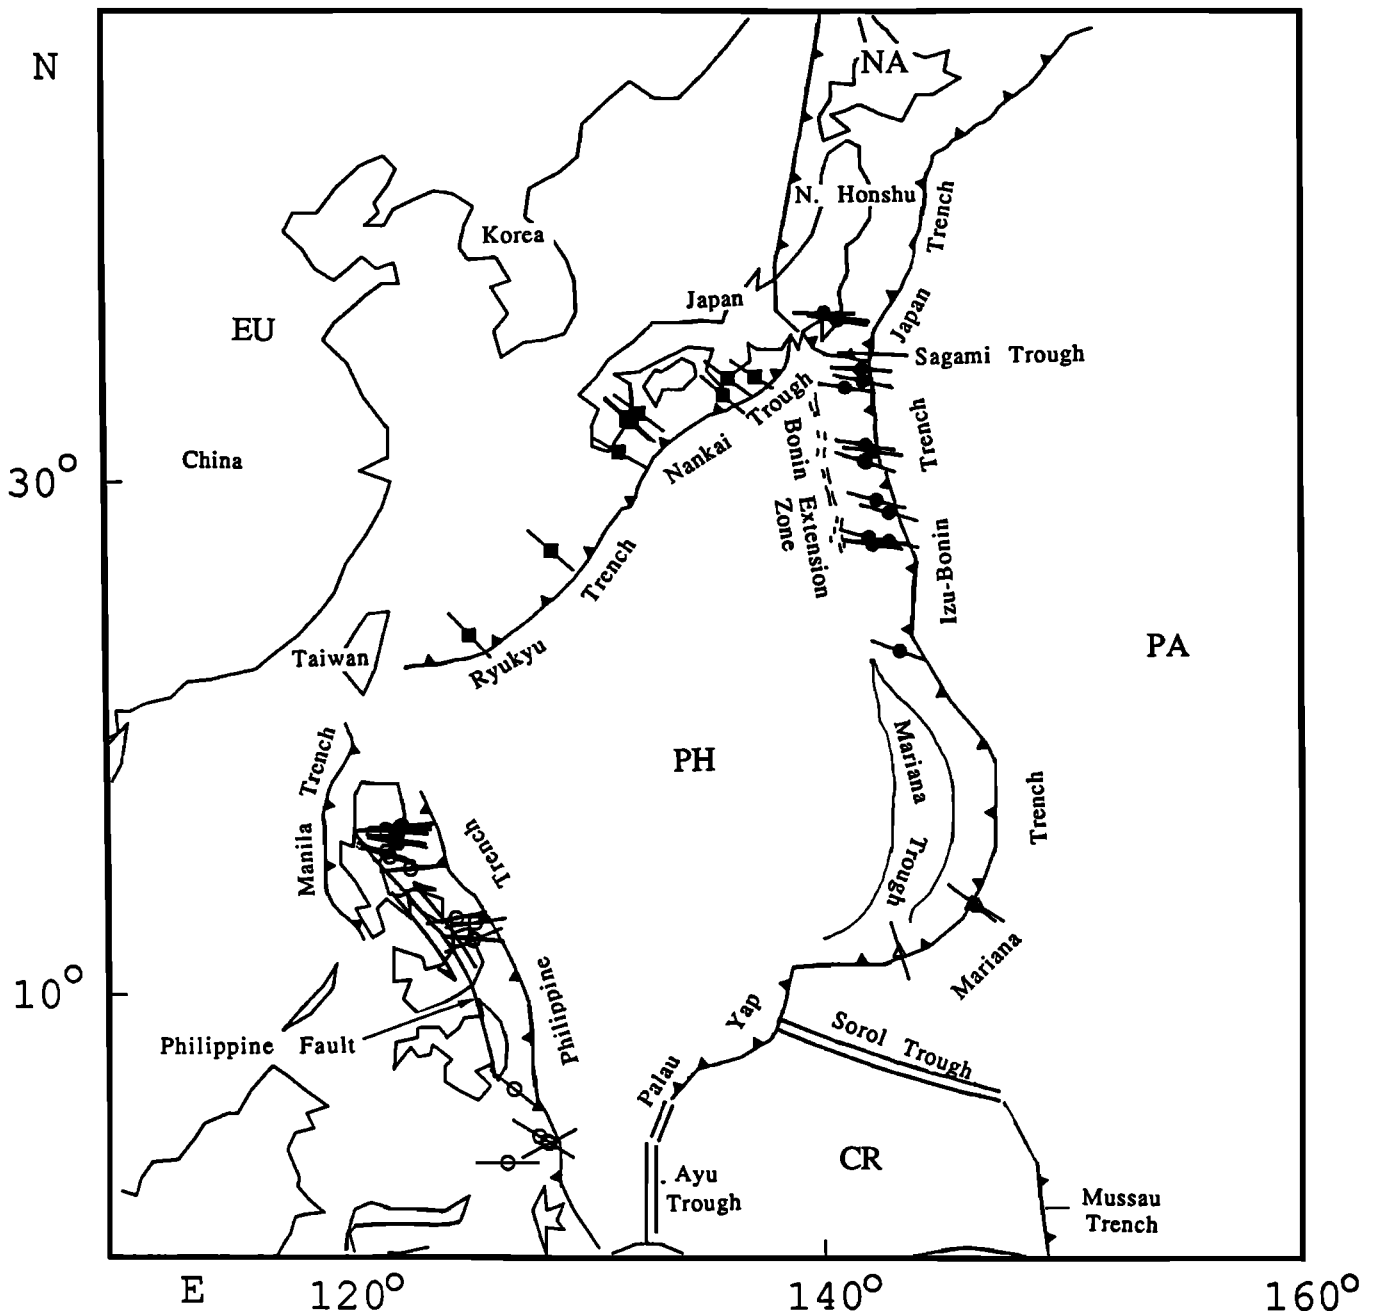 N
NA
N. Honshu
Trench
Korea
Japan
Japan
EU
Sagami Trough
Trough
Nankai
Trench
Bonin Extension
Zone
China
30°
Izu-Bonin
Trench
Ryukyu
Taiwan
PA
PH
Mariana
Trough
Trench
Mariana
Trench
Manila
Trench
Philippine
10°
Philippine Fault
Yap
Sorol Trough
Palau
CR
Ayu
Trough
Mussau
Trench
E
120°
140°
160°